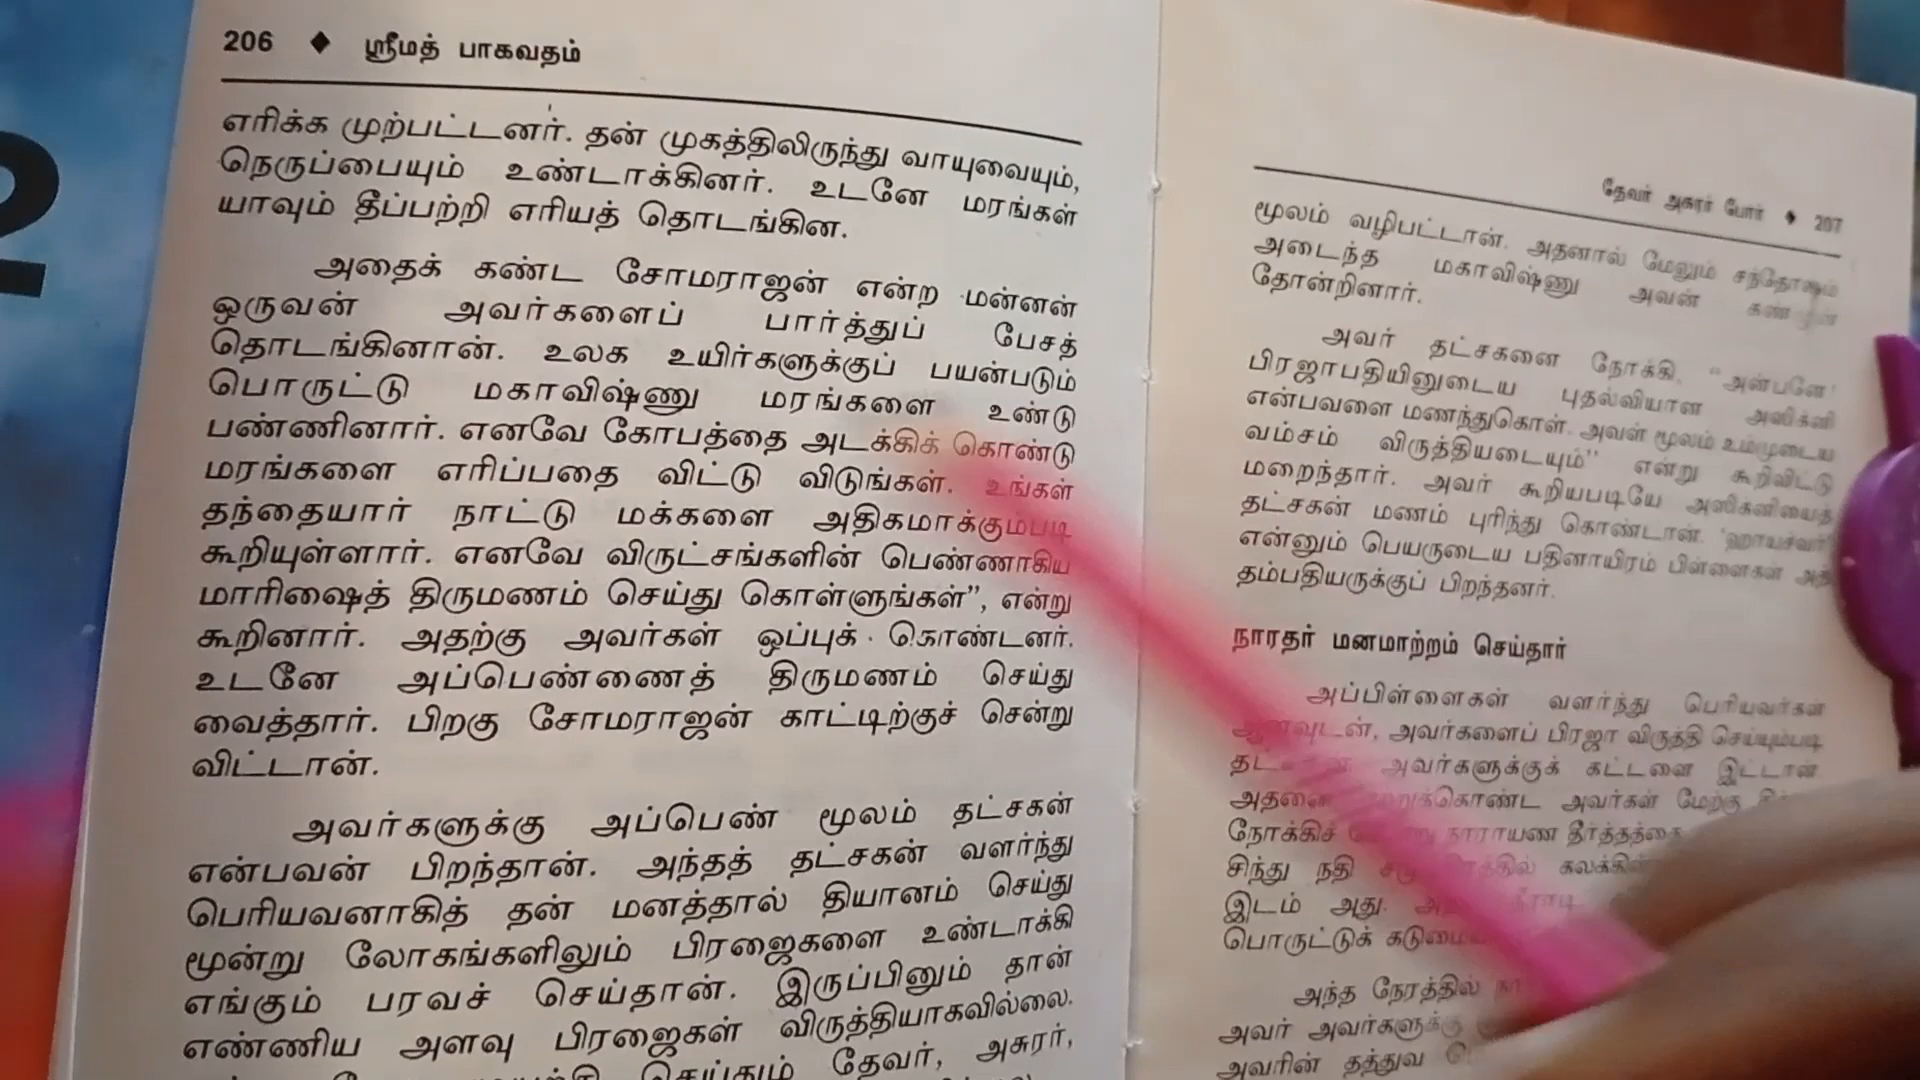 206 ◆ ஶ்ரீமத் பாகவதம்
எரிக்க முற்பட்டனர். தன் முகத்திலிருந்து வாயுவையும்,
நெருப்பையும் உண்டாக்கினர். உடனே மரங்கள்
யாவும் தீப்பற்றி எரியத் தொடங்கின.
அதைக் கண்ட சோமராஜன் என்ற மன்னன்
ஒருவன் அவர்களைப் பார்த்துப் பேசத்
தொடங்கினான். உலக உயிர்களுக்குப் பயன்படும்
பொருட்டு மகாவிஷ்ணு மரங்களை உண்டு
பண்ணினார். எனவே கோபத்தை அடக்கிக் கொண்டு
மரங்களை எரிப்பதை விட்டு விடுங்கள். உங்கள்
தந்தையார் நாட்டு மக்களை அதிகமாக்கும்படி
கூறியுள்ளார். எனவே விருட்சங்களின் பெண்ணாகிய
மாரிஷைத் திருமணம் செய்து கொள்ளுங்கள்”, என்று
கூறினார். அதற்கு அவர்கள் ஒப்புக் கொண்டனர்.
உடனே அப்பெண்ணைத் திருமணம் செய்து
வைத்தார். பிறகு சோமராஜன் காட்டிற்குச் சென்று
விட்டான்.
அவர்களுக்கு அப்பெண் மூலம் தட்சகன்
என்பவன் பிறந்தான். அந்தத் தட்சகன் வளர்ந்து
பெரியவனாகித் தன் மனத்தால் தியானம் செய்து
மூன்று லோகங்களிலும் பிரஜைகளை உண்டாக்கி
எங்கும் பரவச் செய்தான். இருப்பினும் தான்
எண்ணிய அளவு பிரஜைகள் விருத்தியாகவில்லை.
செய்தும் தேவர், அசுரர்,
தேவர் அசுரர் போர் ◆ 207
மூலம் வழிபட்டான். அதனால் மேலும் சந்தோஷம்
அடைந்த மகாவிஷ்ணு அவன் கண்
தோன்றினார்.
அவர் தட்சகனை நோக்கி, “அன்பனே!
பிரஜாபதியினுடைய புதல்வியான அஸிக்னி
என்பவளை மணந்துகொள். அவள் மூலம் உம்முடைய
வம்சம் விருத்தியடையும்” என்று கூறிவிட்டு
மறைந்தார். அவர் கூறியபடியே அஸிக்னியைத்
தட்சகன் மணம் புரிந்து கொண்டான். ‘ஹாயச்வர்’
என்னும் பெயருடைய பதினாயிரம் பிள்ளைகள் அத்
தம்பதியருக்குப் பிறந்தனர்.
நாரதர் மனமாற்றம் செய்தார்
அப்பிள்ளைகள் வளர்ந்து பெரியவர்கள்
ஆனவுடன், அவர்களைப் பிரஜா விருத்தி செய்யும்படி
அவர்களுக்குக் கட்டளை இட்டான்
அதனை அவர்கள் மேற்கு
நோக்கிச் நாராயண தீர்த்தத்தை
சிந்து நதி
இடம் அது.
பொருட்டுக்
அந்த நேரத்தில்
அவர் அவர்களுக்கு
அவரின் தத்துவ